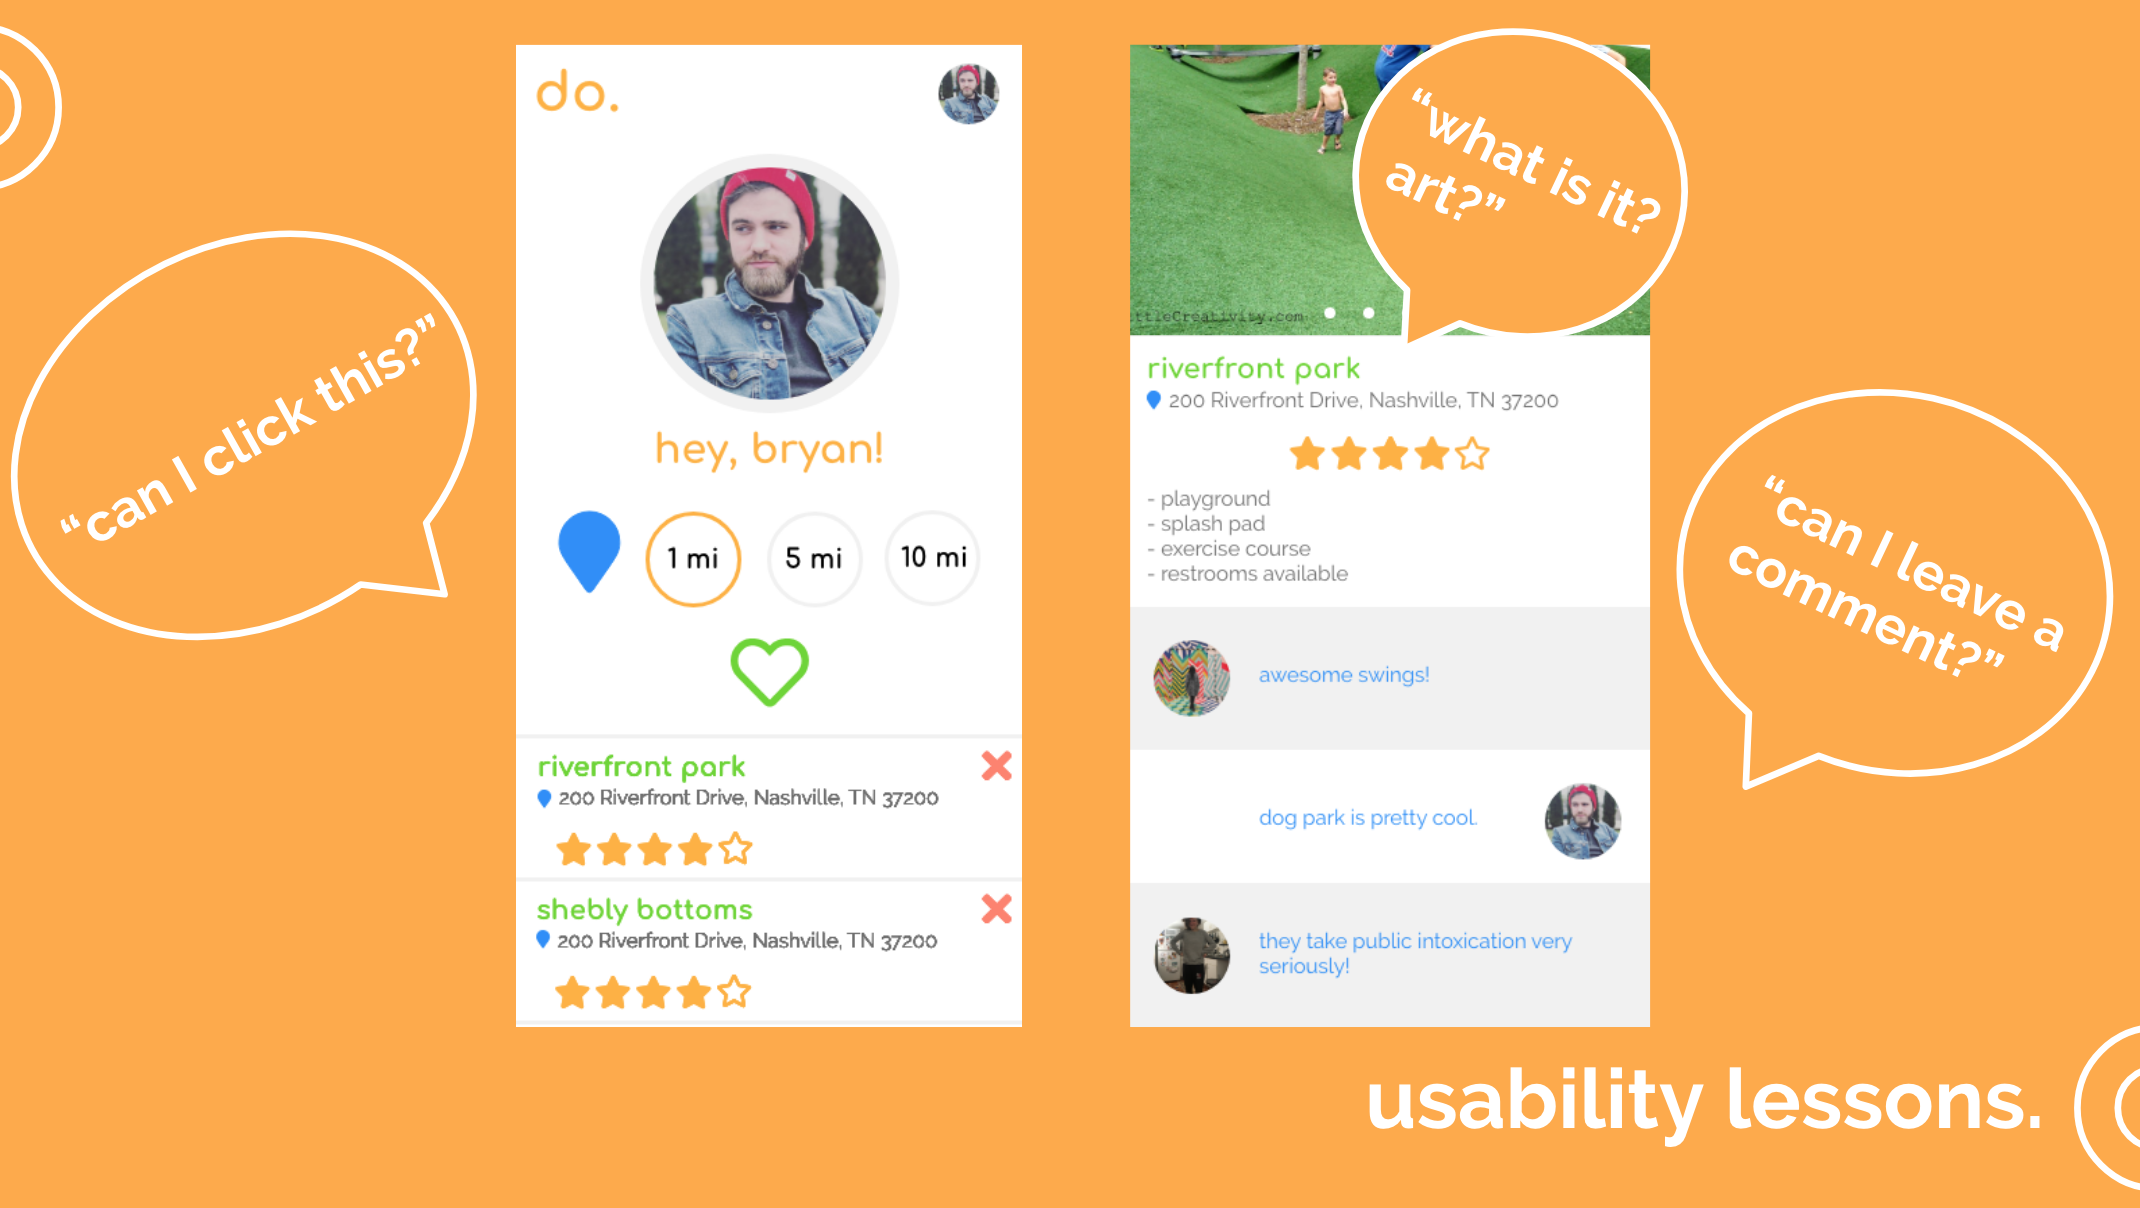 “can I click this?”
do.
hey, bryan!
1 mi
5 mi
10 mi
riverfront park
200 Riverfront Drive, Nashville, TN 37200
shebly bottoms
200 Riverfront Drive, Nashville, TN 37200
“what is it?
art?”
ttleCreativity.com
riverfront park
200 Riverfront Drive, Nashville, TN 37200
- playground
- splash pad
- exercise course
- restrooms available
awesome swings!
dog park is pretty cool.
they take public intoxication very
seriously!
“can I leave a
comment?”
usability lessons.